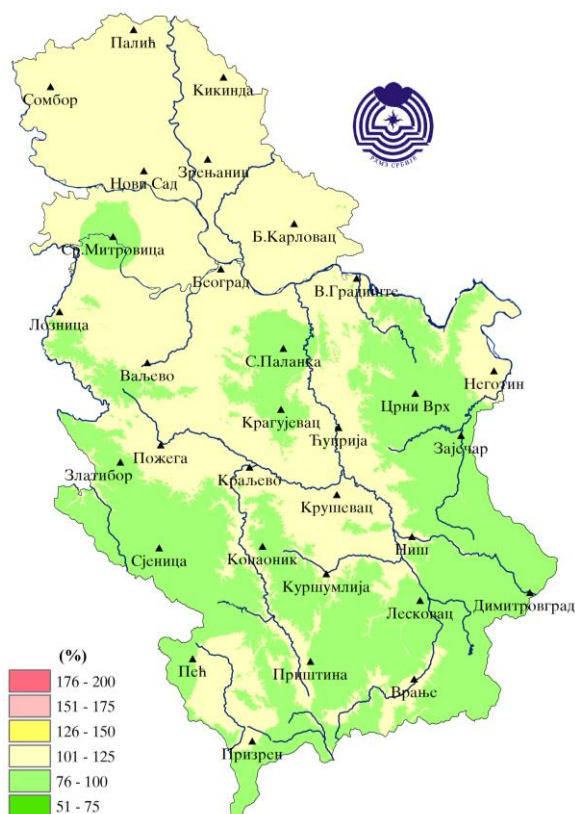 Палић
Кикинда
Сомбор
Зрењанин
Нови Сад
РХМЗ СРБИЈЕ
Б.Карловац
Ср.Митровица
Београд
В.Градиште
Лозница
С.Паланка
Ваљево
Неготин
Црни Врх
Крагујевац
Ћуприја
Зајечар
Пожега
Златибор
Краљево
Крушевац
Ниш
Сјеница
Копаоник
Куршумлија
Лесковац
Димитровград
(%)
176 - 200
Пећ
Приштина
Врање
151 - 175
126 - 150
101 - 125
Призрен
76 - 100
51 - 75